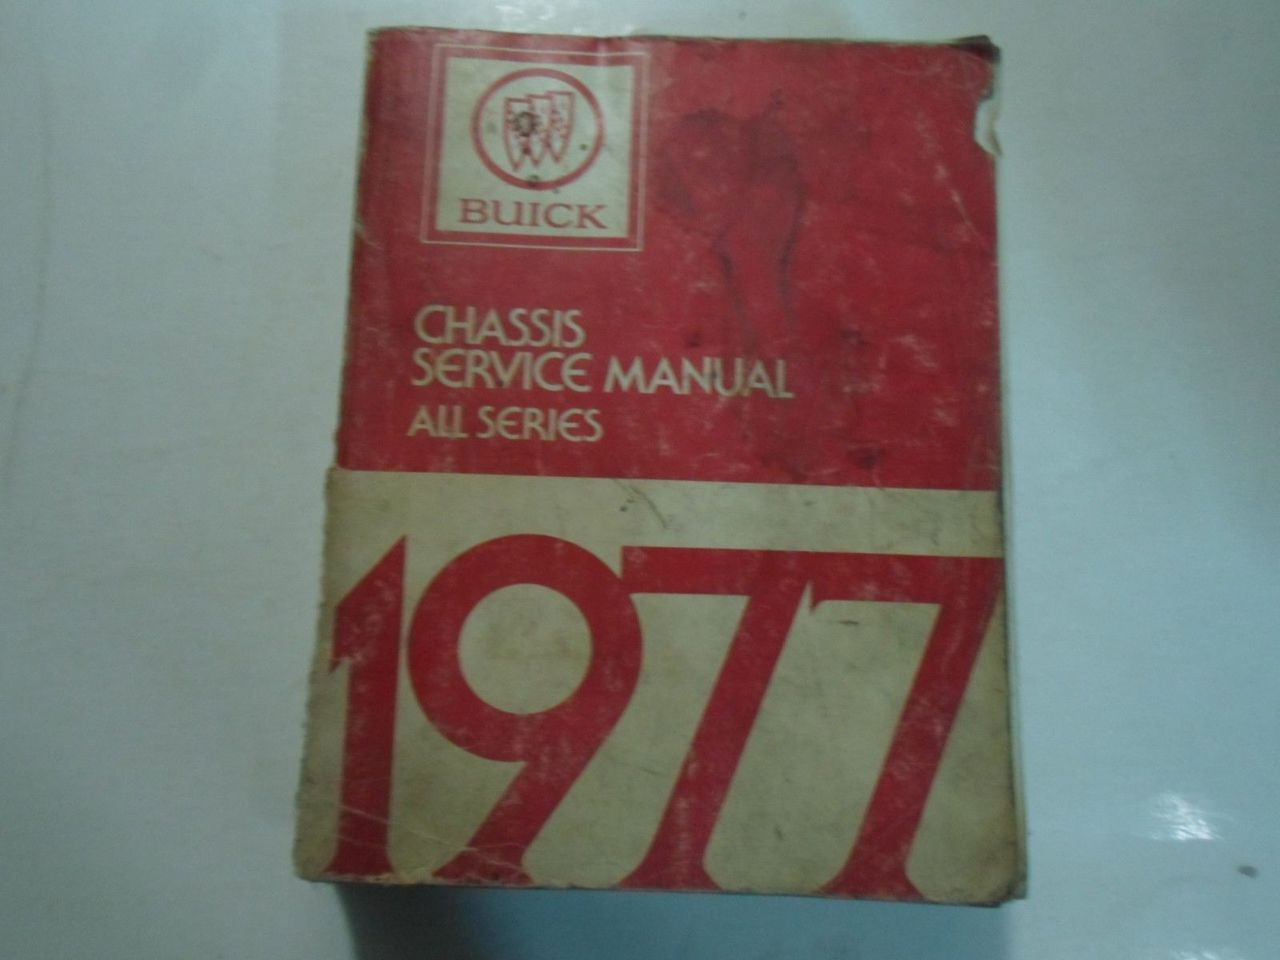 BUICK
CHASSIS
SERVICE MANUAL
ALL SERIES
1977